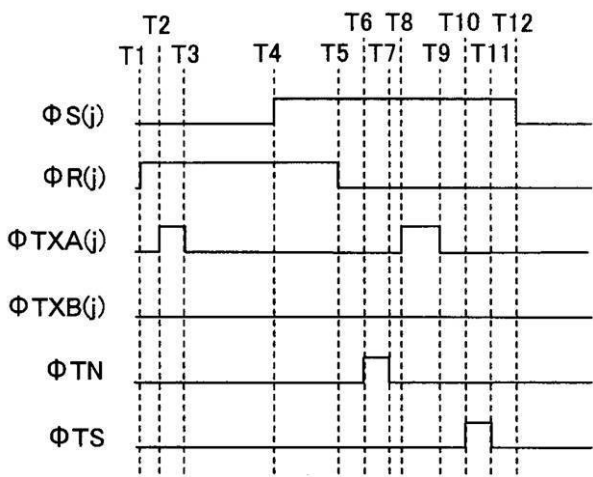 T2 T6 T8 T10 T12
T1 T3 T4 T5 T7 T9 T11
ΦS(j)
ΦR(j)
ΦTXA(j)
ΦTXB(j)
ΦTN
ΦTS